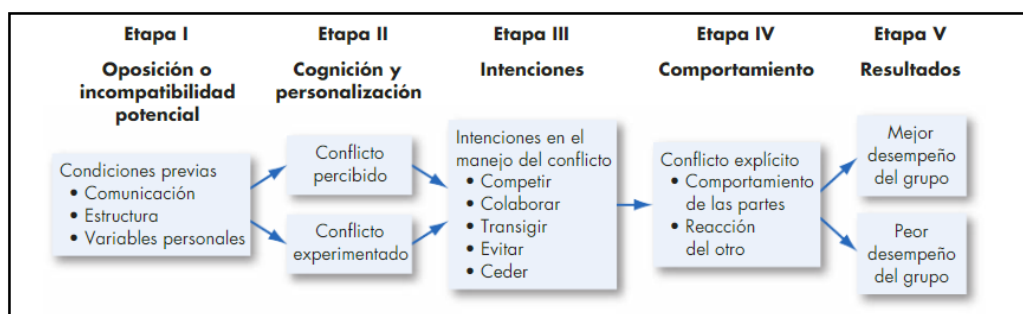 Etapa I
Oposición o
incompatibilidad
potencial
Condiciones previas
• Comunicación
• Estructura
• Variables personales
Etapa II
Cognición y
personalización
Conflicto
percibido
Conflicto
experimentado
Etapa III
Intenciones
Intenciones en el
manejo del conflicto
• Competir
• Colaborar
• Transigir
• Evitar
• Ceder
Etapa IV
Comportamiento
Conflicto explícito
• Comportamiento
de las partes
• Reacción
del otro
Etapa V
Resultados
Mejor
desempeño
del grupo
Peor
desempeño
del grupo